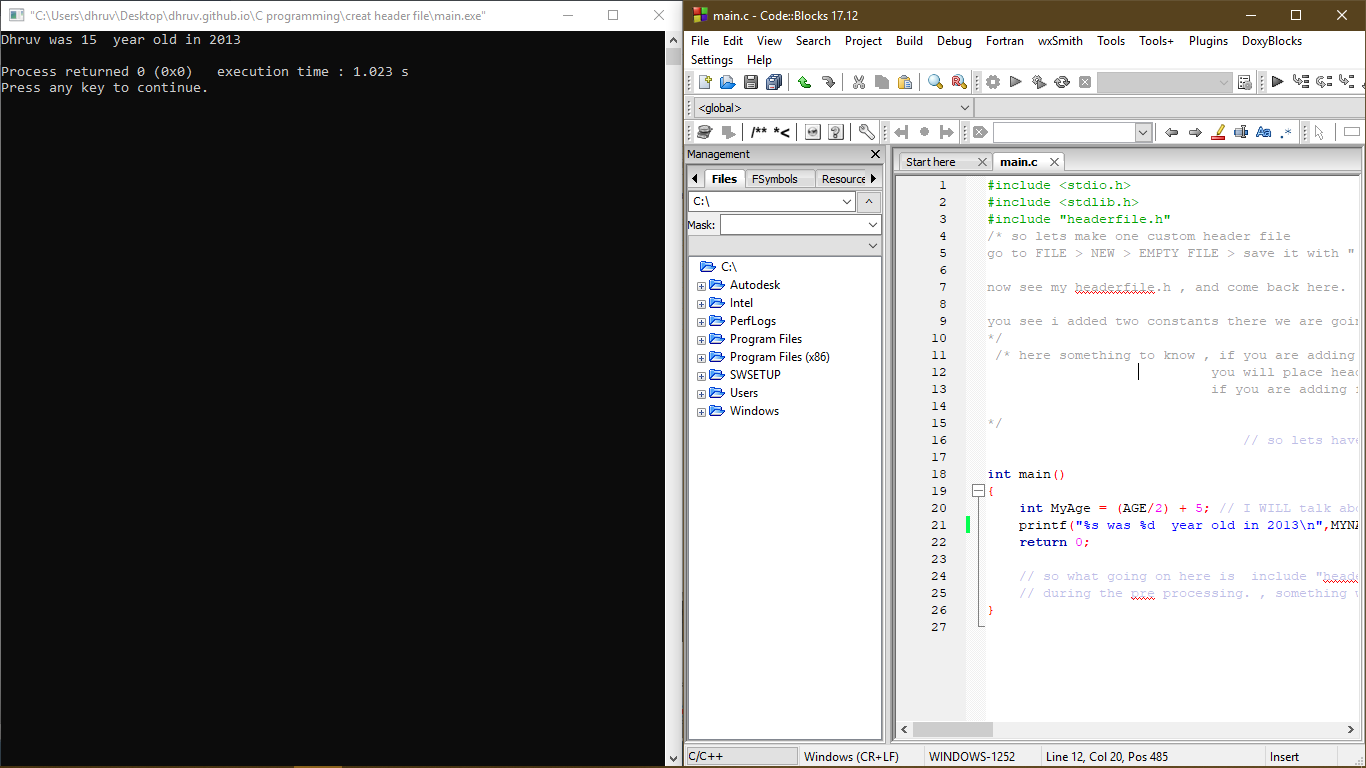 "C:\Users\dhruv\Desktop\dhruv.github.io\C programming\creat header file\main.exe"
Dhruv was 15  year old in 2013
Process returned 0 (0x0)   execution time : 1.023 s
Press any key to continue.
main.c - Code::Blocks 17.12
File Edit View Search Project Build Debug Fortran wxSmith Tools Tools+ Plugins DoxyBlocks
Settings Help
<global>
/** *<
Aa .*
Management
Files FSymbols Resource
C:\
Mask:
C:\
Autodesk
Intel
PerfLogs
Program Files
Program Files (x86)
SWSETUP
Users
Windows
Start here main.c
1 #include <stdio.h>
2 #include <stdlib.h>
3 #include "headerfile.h"
4 /* so lets make one custom header file
5 go to FILE > NEW > EMPTY FILE > save it with "
6
7 now see my headerfile.h , and come back here.
8
9 you see i added two constants there we are goin
10 */
11 /* here something to know , if you are adding
12 you will place head
13 if you are adding
14
15 */
16 // so lets have
17
18 int main()
19 {
20 int MyAge = (AGE/2) + 5; // I WILL talk abo
21 printf("%s was %d  year old in 2013\n",MYNA
22 return 0;
23
24 // so what going on here is  include "heade
25 // during the pre processing. , something w
26 }
27
C/C++ Windows (CR+LF) WINDOWS-1252 Line 12, Col 20, Pos 485 Insert